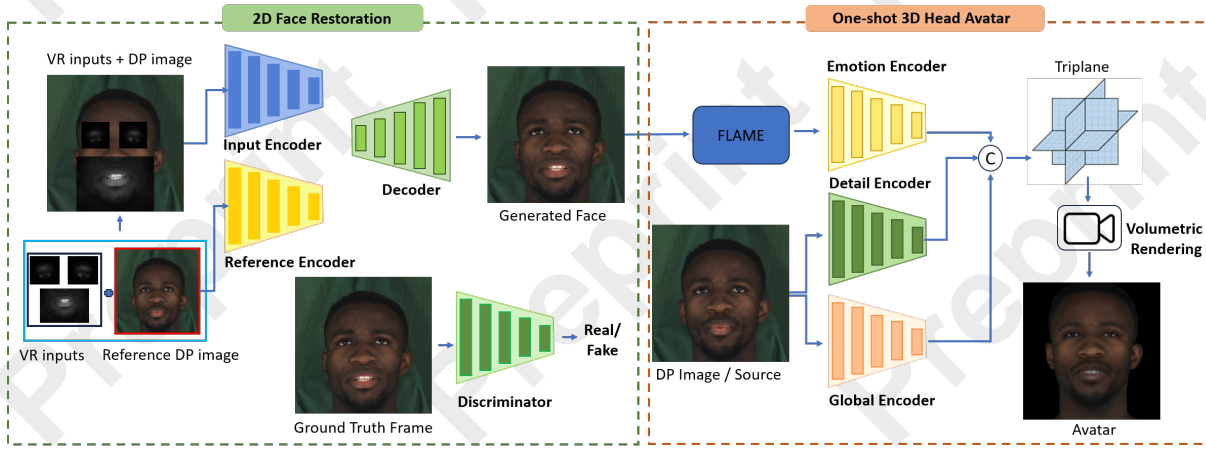 2D Face Restoration
One-shot 3D Head Avatar
VR inputs + DP image
Input Encoder
Reference Encoder
Decoder
Generated Face
VR inputs
Reference DP image
Ground Truth Frame
Discriminator
Real/
Fake
FLAME
Emotion Encoder
Detail Encoder
Global Encoder
DP Image / Source
C
Triplane
Volumetric
Rendering
Avatar
Preprint
Preprint
Preprint